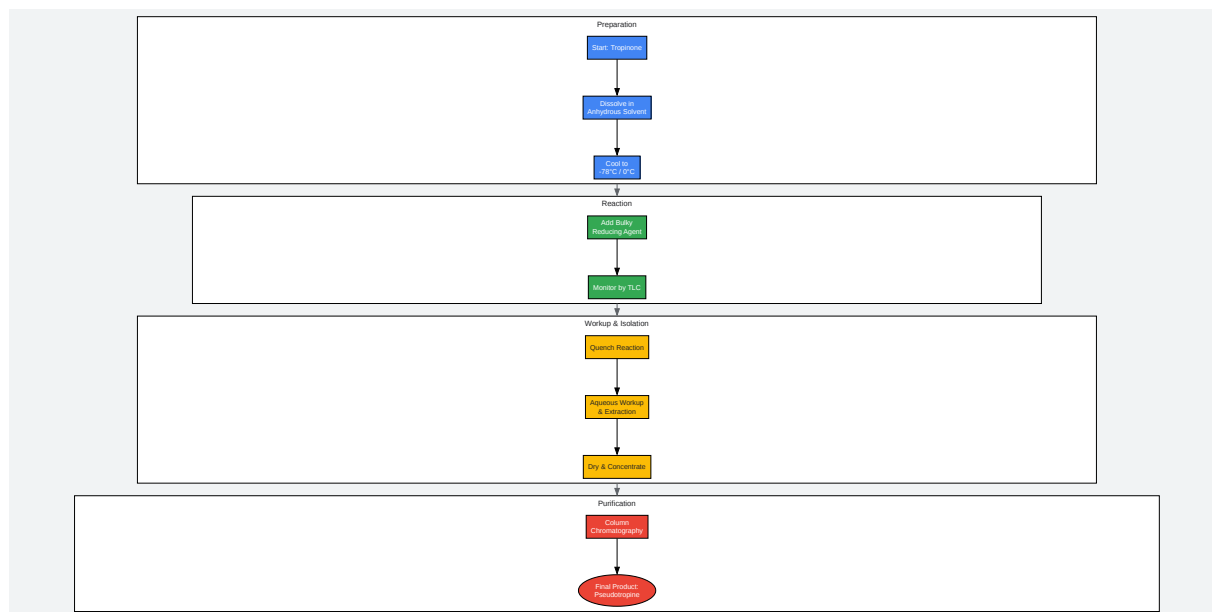 Preparation
Start: Tropinone
Dissolve in
Anhydrous Solvent
Cool to
-78°C / 0°C
Reaction
Add Bulky
Reducing Agent
Monitor by TLC
Workup & Isolation
Quench Reaction
Aqueous Workup
& Extraction
Dry & Concentrate
Purification
Column
Chromatography
Final Product:
Pseudotropine